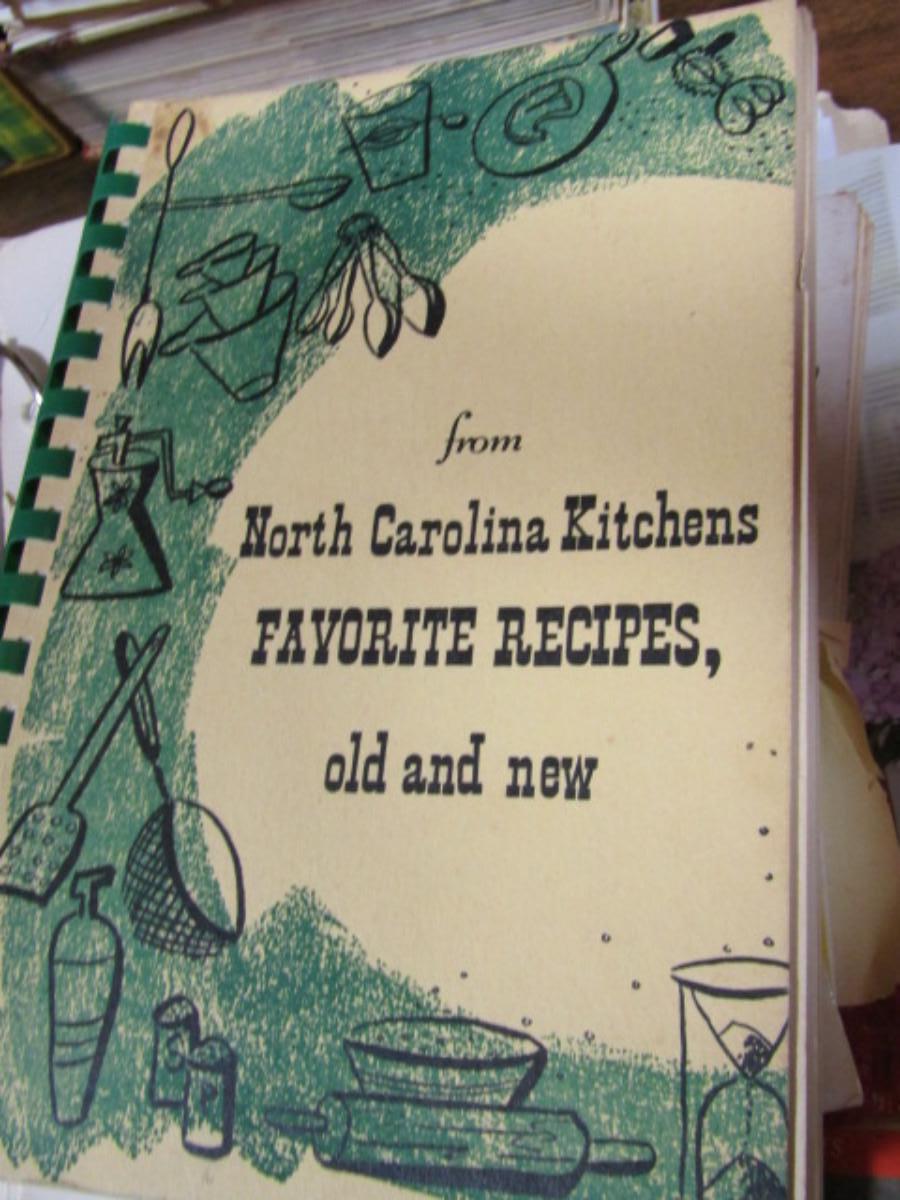 from
North Carolina Kitchens
FAVORITE RECIPES,
old and new
S
P